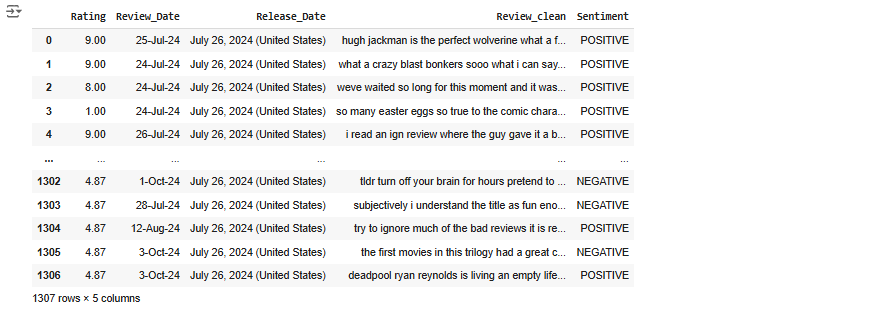 Rating Review_Date Release_Date Review_clean Sentiment
0 9.00 25-Jul-24 July 26, 2024 (United States) hugh jackman is the perfect wolverine what a f... POSITIVE
1 9.00 24-Jul-24 July 26, 2024 (United States) what a crazy blast bonkers sooo what i can say... POSITIVE
2 8.00 24-Jul-24 July 26, 2024 (United States) weve waited so long for this moment and it was... POSITIVE
3 1.00 24-Jul-24 July 26, 2024 (United States) so many easter eggs so true to the comic chara... POSITIVE
4 9.00 26-Jul-24 July 26, 2024 (United States) i read an ign review where the guy gave it a b... POSITIVE
... ... ... ... ... ...
1302 4.87 1-Oct-24 July 26, 2024 (United States) tldr turn off your brain for hours pretend to ... NEGATIVE
1303 4.87 28-Jul-24 July 26, 2024 (United States) subjectively i understand the title as fun eno... NEGATIVE
1304 4.87 12-Aug-24 July 26, 2024 (United States) try to ignore much of the bad reviews it is re... POSITIVE
1305 4.87 3-Oct-24 July 26, 2024 (United States) the first movies in this trilogy had a great c... NEGATIVE
1306 4.87 3-Oct-24 July 26, 2024 (United States) deadpool ryan reynolds is living an empty life... POSITIVE
1307 rows × 5 columns